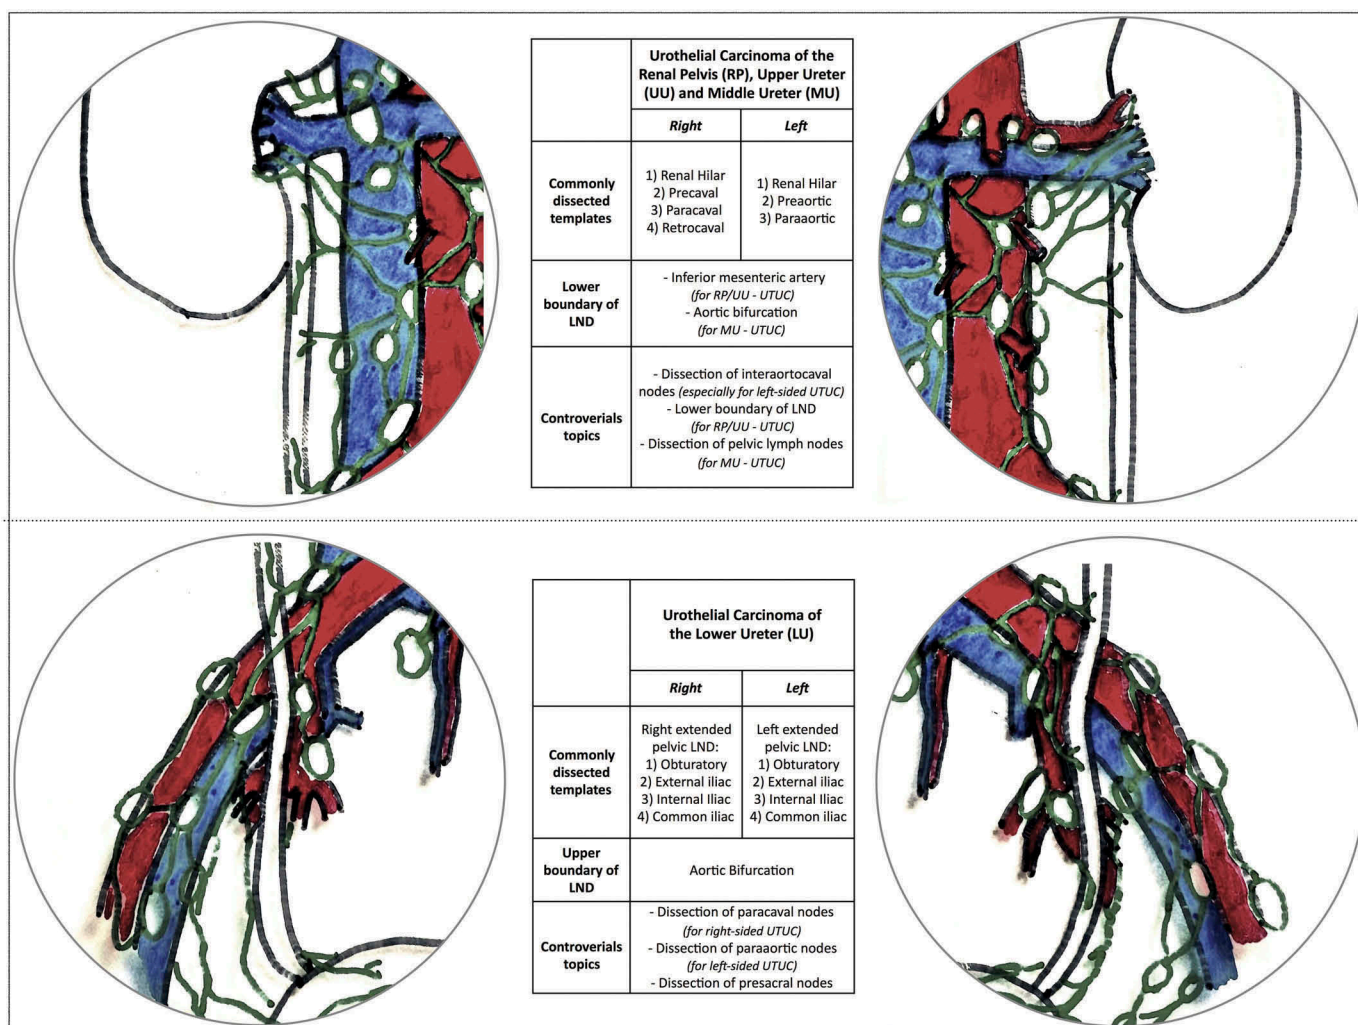 Urothelial Carcinoma of the
Renal Pelvis (RP), Upper Ureter
(UU) and Middle Ureter (MU)
Right
Left
Commonly
dissected
templates
1) Renal Hilar
2) Precaval
3) Paracaval
4) Retrocaval
1) Renal Hilar
2) Preaortic
3) Paraaortic
Lower
boundary of
LND
- Inferior mesenteric artery
(for RP/UU - UTUC)
- Aortic bifurcation
(for MU - UTUC)
Controverials
topics
- Dissection of interaortocaval
nodes (especially for left-sided UTUC)
- Lower boundary of LND
(for RP/UU - UTUC)
- Dissection of pelvic lymph nodes
(for MU - UTUC)
Urothelial Carcinoma of
the Lower Ureter (LU)
Right
Left
Commonly
dissected
templates
Right extended
pelvic LND:
1) Obturatory
2) External iliac
3) Internal Iliac
4) Common iliac
Left extended
pelvic LND:
1) Obturatory
2) External iliac
3) Internal Iliac
4) Common iliac
Upper
boundary of
LND
Aortic Bifurcation
Controverials
topics
- Dissection of paracaval nodes
(for right-sided UTUC)
- Dissection of paraaortic nodes
(for left-sided UTUC)
- Dissection of presacral nodes